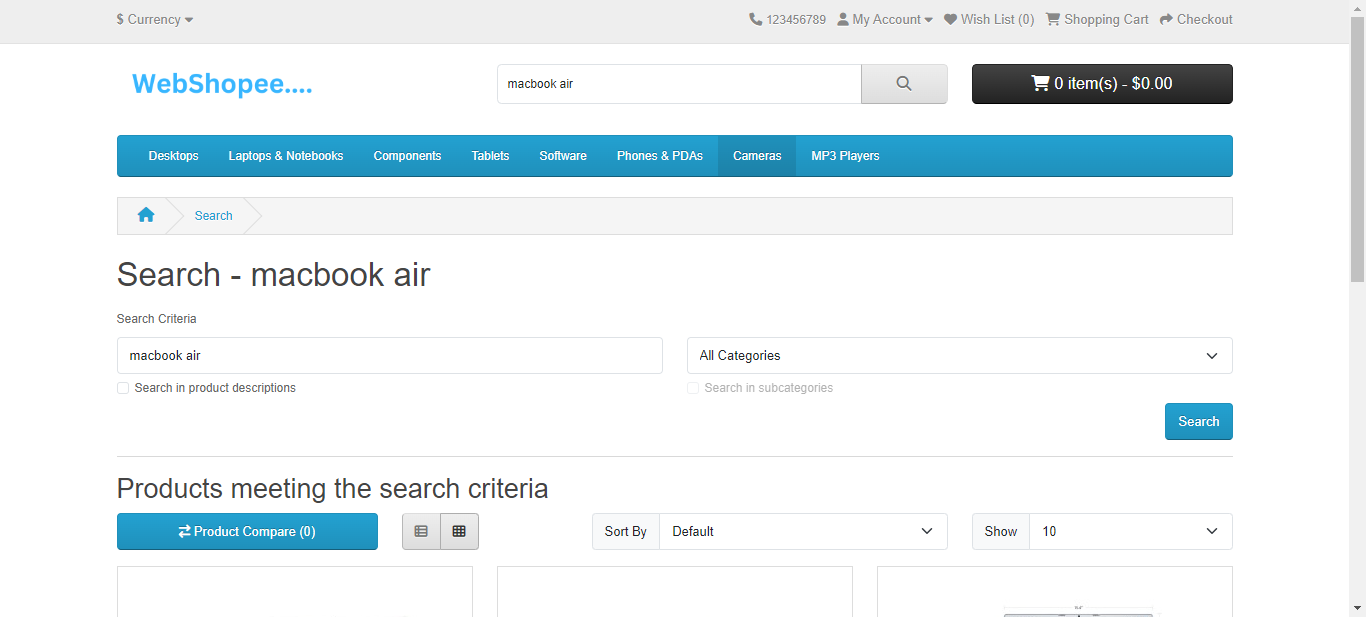 $ Currency
123456789 My Account Wish List (0) Shopping Cart Checkout
WebShopee....
macbook air
0 item(s) - $0.00
Desktops Laptops & Notebooks Components Tablets Software Phones & PDAs Cameras MP3 Players
Search
Search - macbook air
Search Criteria
macbook air
All Categories
Search in product descriptions
Search in subcategories
Search
Products meeting the search criteria
Product Compare (0)
Sort By Default
Show 10